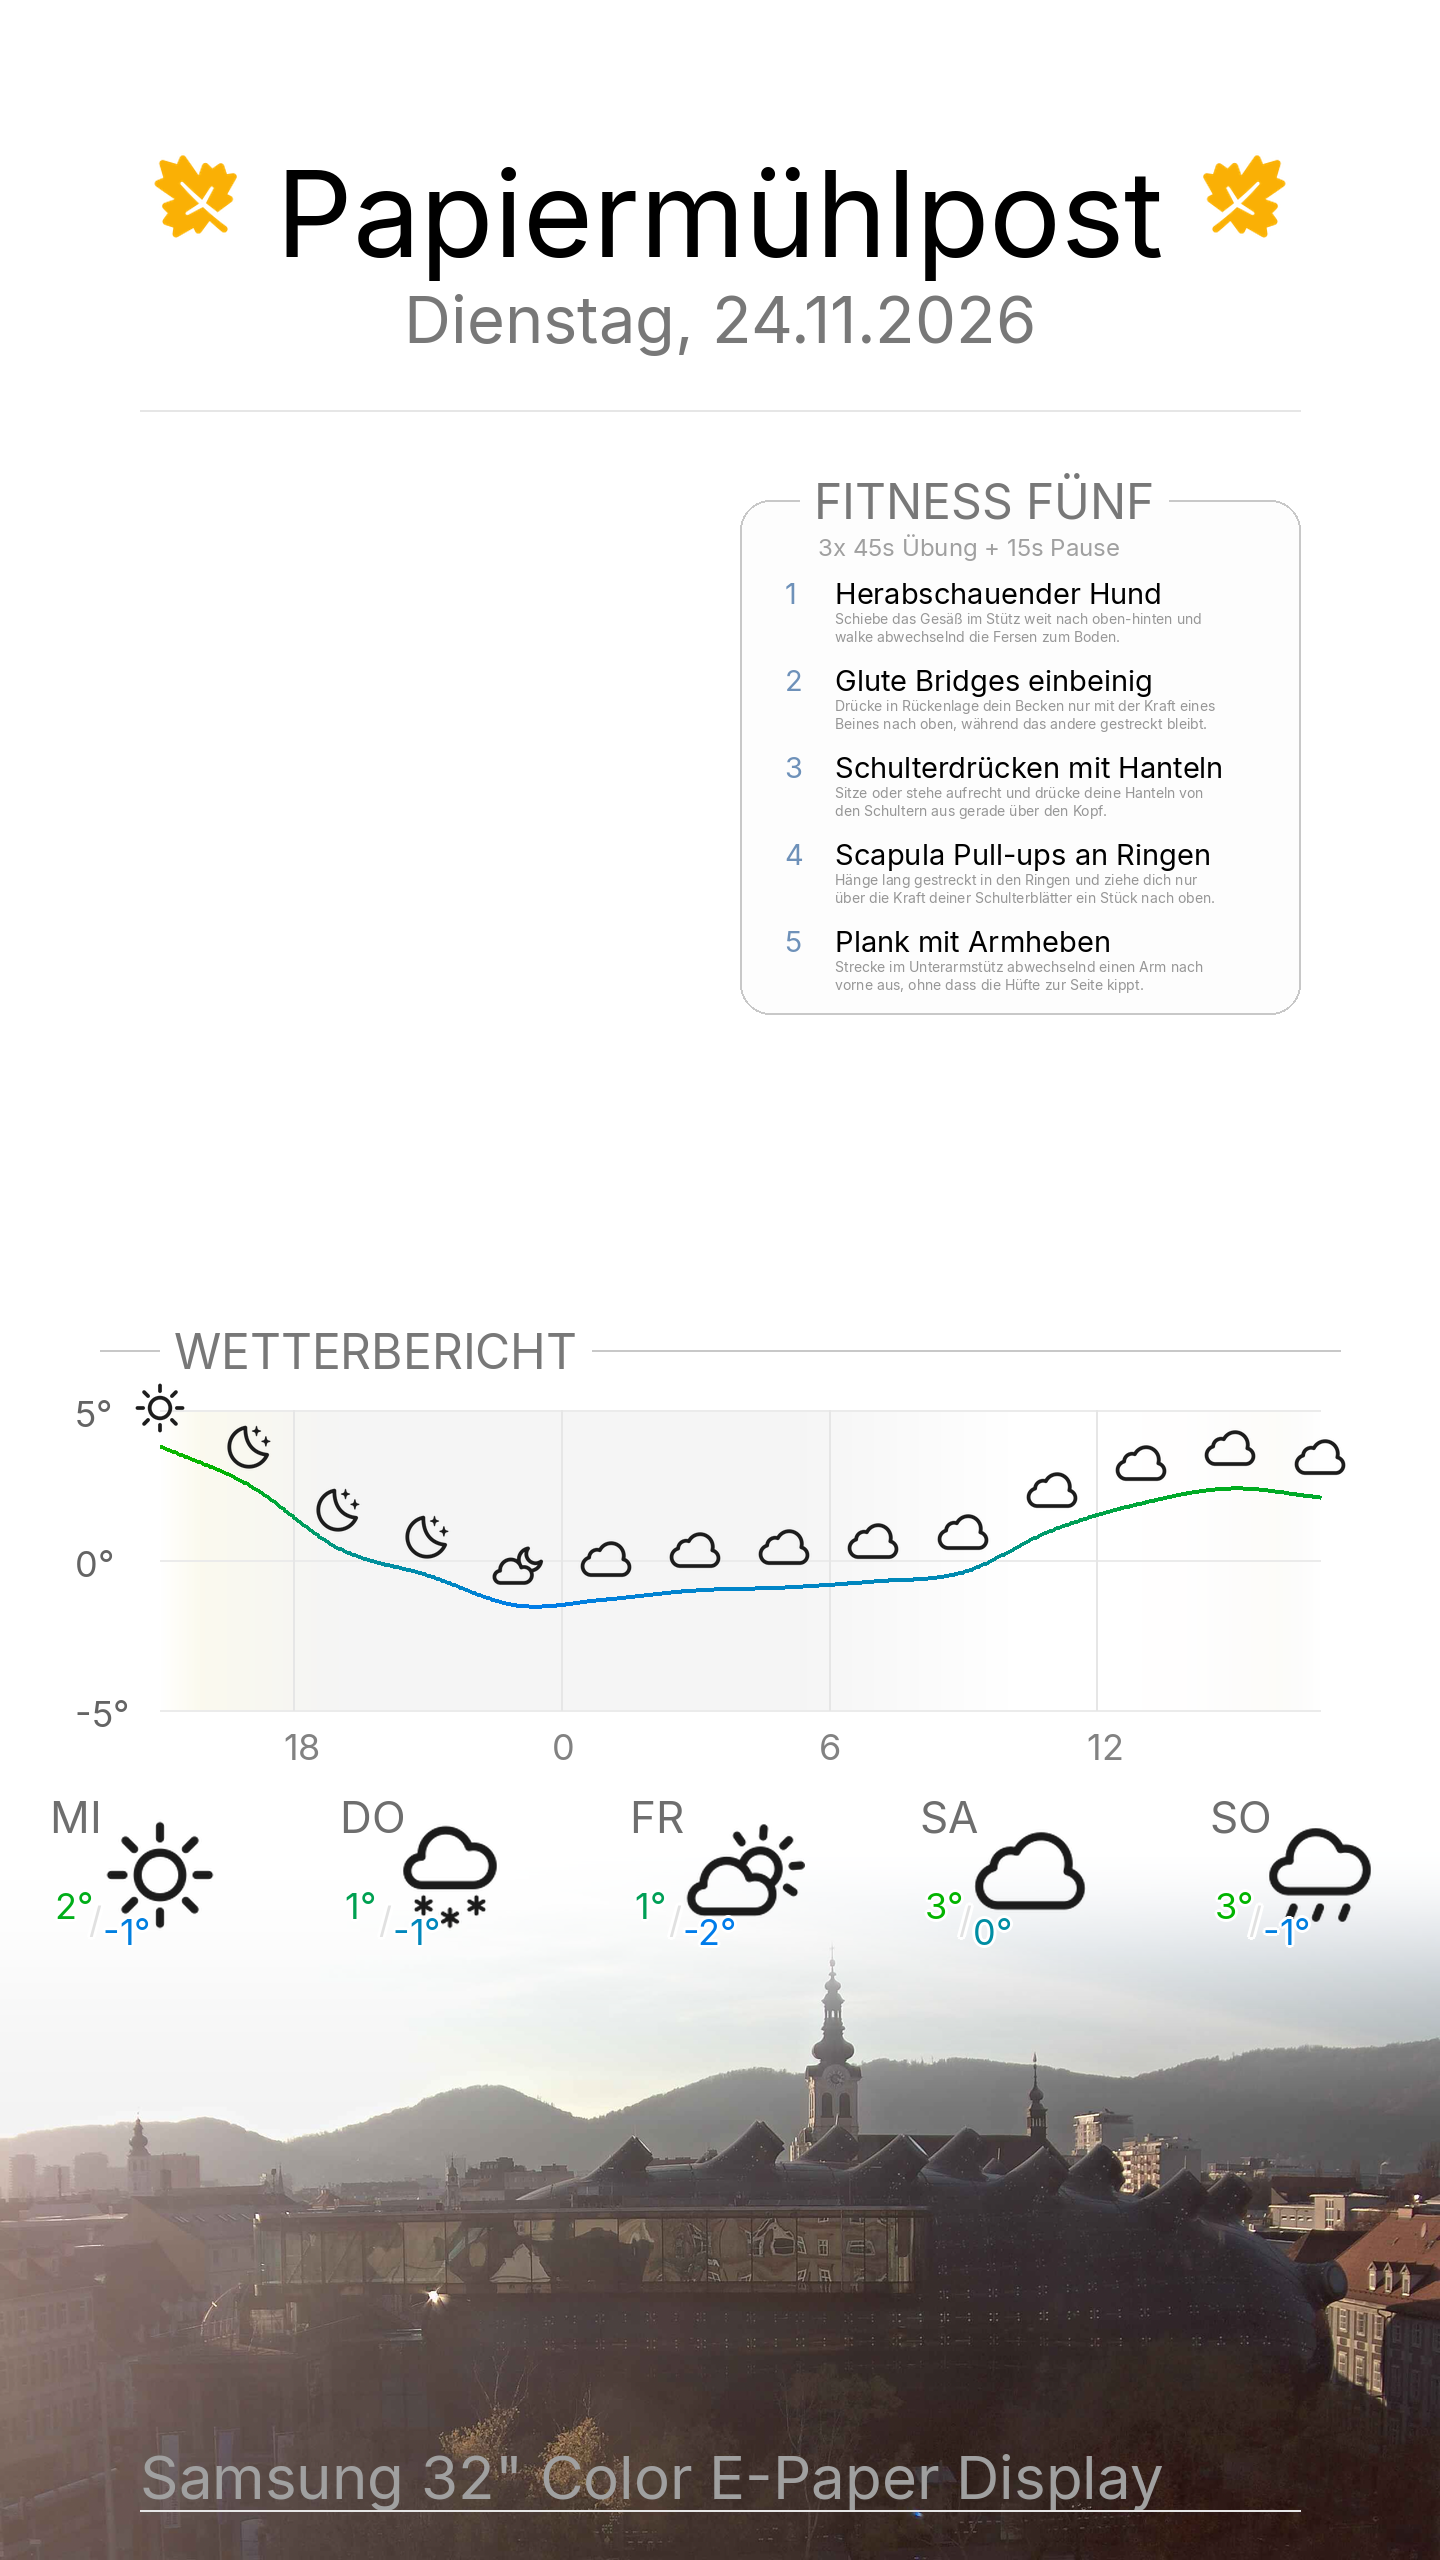 Papiermühlpost
Dienstag, 24.11.2026
FITNESS FÜNF
3x 45s Übung + 15s Pause
1 Herabschauender Hund
Schiebe das Gesäß im Stütz weit nach oben-hinten und
walke abwechselnd die Fersen zum Boden.
2 Glute Bridges einbeinig
Drücke in Rückenlage dein Becken nur mit der Kraft eines
Beines nach oben, während das andere gestreckt bleibt.
3 Schulterdrücken mit Hanteln
Sitze oder stehe aufrecht und drücke deine Hanteln von
den Schultern aus gerade über den Kopf.
4 Scapula Pull-ups an Ringen
Hänge lang gestreckt in den Ringen und ziehe dich nur
über die Kraft deiner Schulterblätter ein Stück nach oben.
5 Plank mit Armheben
Strecke im Unterarmstütz abwechselnd einen Arm nach
vorne aus, ohne dass die Hüfte zur Seite kippt.
WETTERBERICHT
5°
0°
-5°
18 0 6 12
MI DO FR SA SO
2°/-1° 1°/-1° 1°/-2° 3°/0° 3°/-1°
Samsung 32" Color E-Paper Display